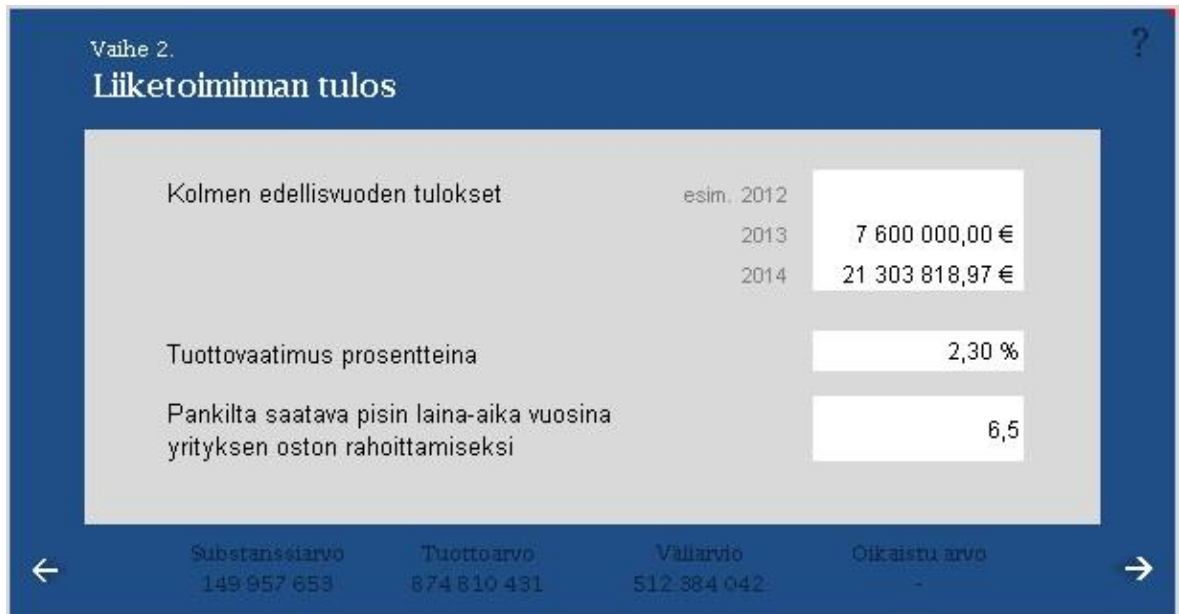 Vaihe 2.
?
Liiketoiminnan tulos
Kolmen edellisvuoden tulokset
esim. 2012
2013 7 600 000,00 €
2014 21 303 818,97 €
Tuottovaatimus prosentteina 2,30 %
Pankilta saatava pisin laina-aika vuosina
yrityksen oston rahoittamiseksi
6,5
Substanssiarvo Tuottoarvo Väliarvio Oikaistu arvo
149 957 653 874 810 431 512 384 042 -